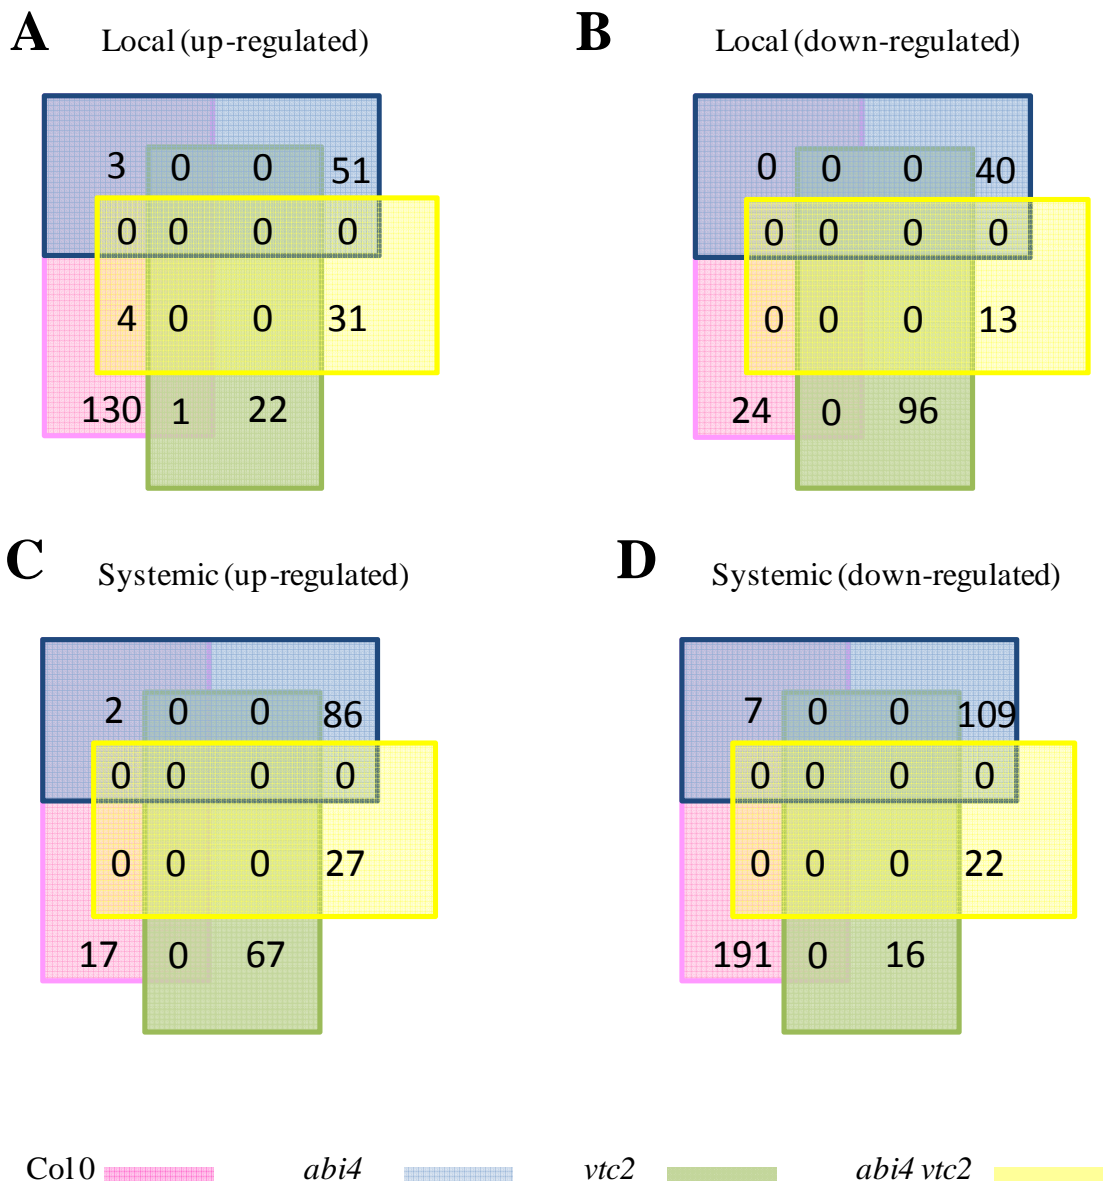 A Local (up-regulated) B Local (down-regulated)
3 0 0 51 0 0 0 40
0 0 0 0 0 0 0 0
4 0 0 31 0 0 0 13
130 1 22 24 0 96
C Systemic (up-regulated) D Systemic (down-regulated)
2 0 0 86 7 0 0 109
0 0 0 0 0 0 0 0
0 0 0 27 0 0 0 22
17 0 67 191 0 16
Col 0 abi4 vtc2 abi4 vtc2